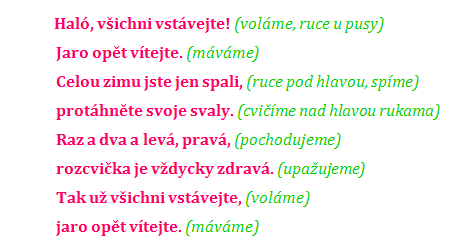 Haló, všichni vstávejte! (voláme, ruce u pusy)
Jaro opět vítejte. (máváme)
Celou zimu jste jen spali, (ruce pod hlavou, spíme)
protáhněte svoje svaly. (cvičíme nad hlavou rukama)
Raz a dva a levá, pravá, (pochodujeme)
rozcvička je vždycky zdravá. (upažujeme)
Tak už všichni vstávejte, (voláme)
jaro opět vítejte. (máváme)